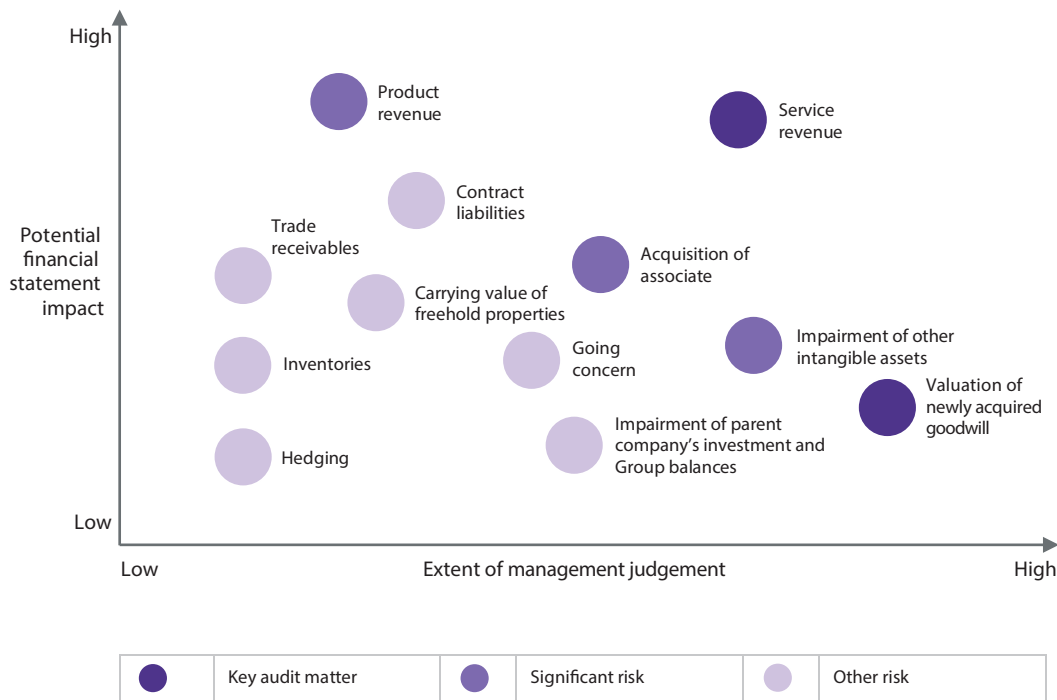 High
Product
revenue
Service
revenue
Contract
liabilities
Trade
receivables
Potential
financial
statement
impact
Acquisition of
associate
Carrying value of
freehold properties
Going
concern
Impairment of other
intangible assets
Inventories
Valuation of
newly acquired
goodwill
Impairment of parent
company's investment and
Group balances
Hedging
Low
Low
Extent of management judgement
High
Key audit matter
Significant risk
Other risk